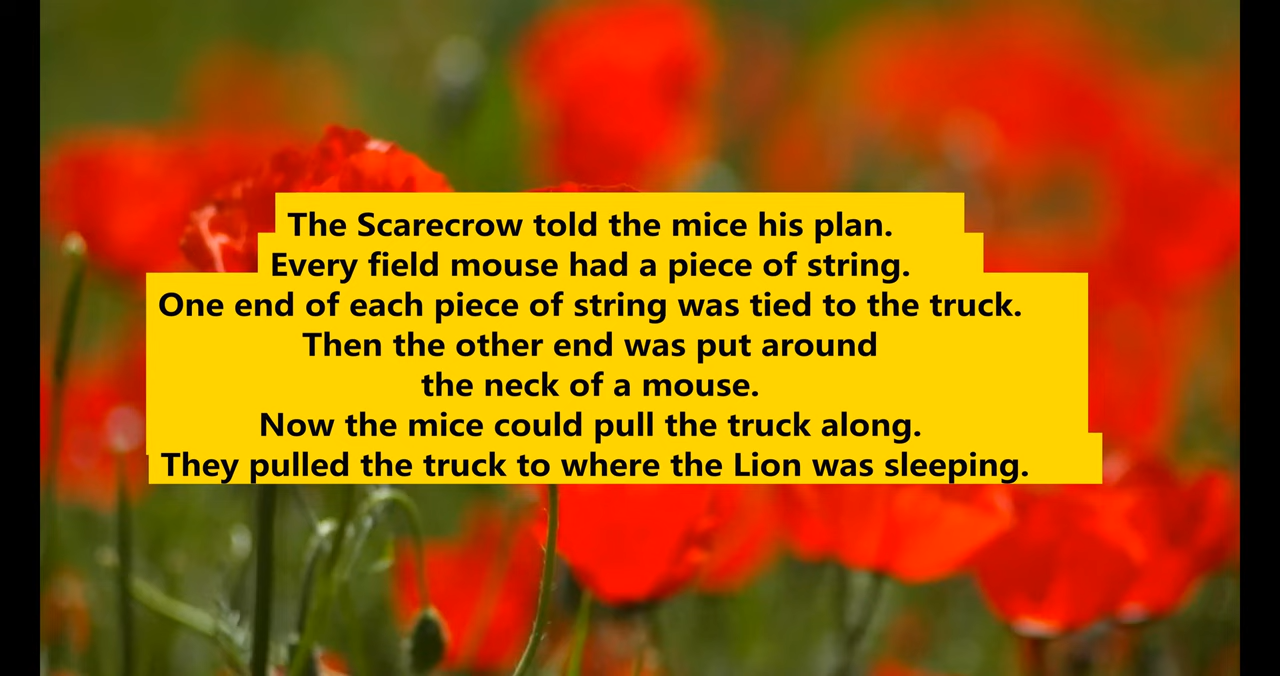 The Scarecrow told the mice his plan.
Every field mouse had a piece of string.
One end of each piece of string was tied to the truck.
Then the other end was put around
the neck of a mouse.
Now the mice could pull the truck along.
They pulled the truck to where the Lion was sleeping.